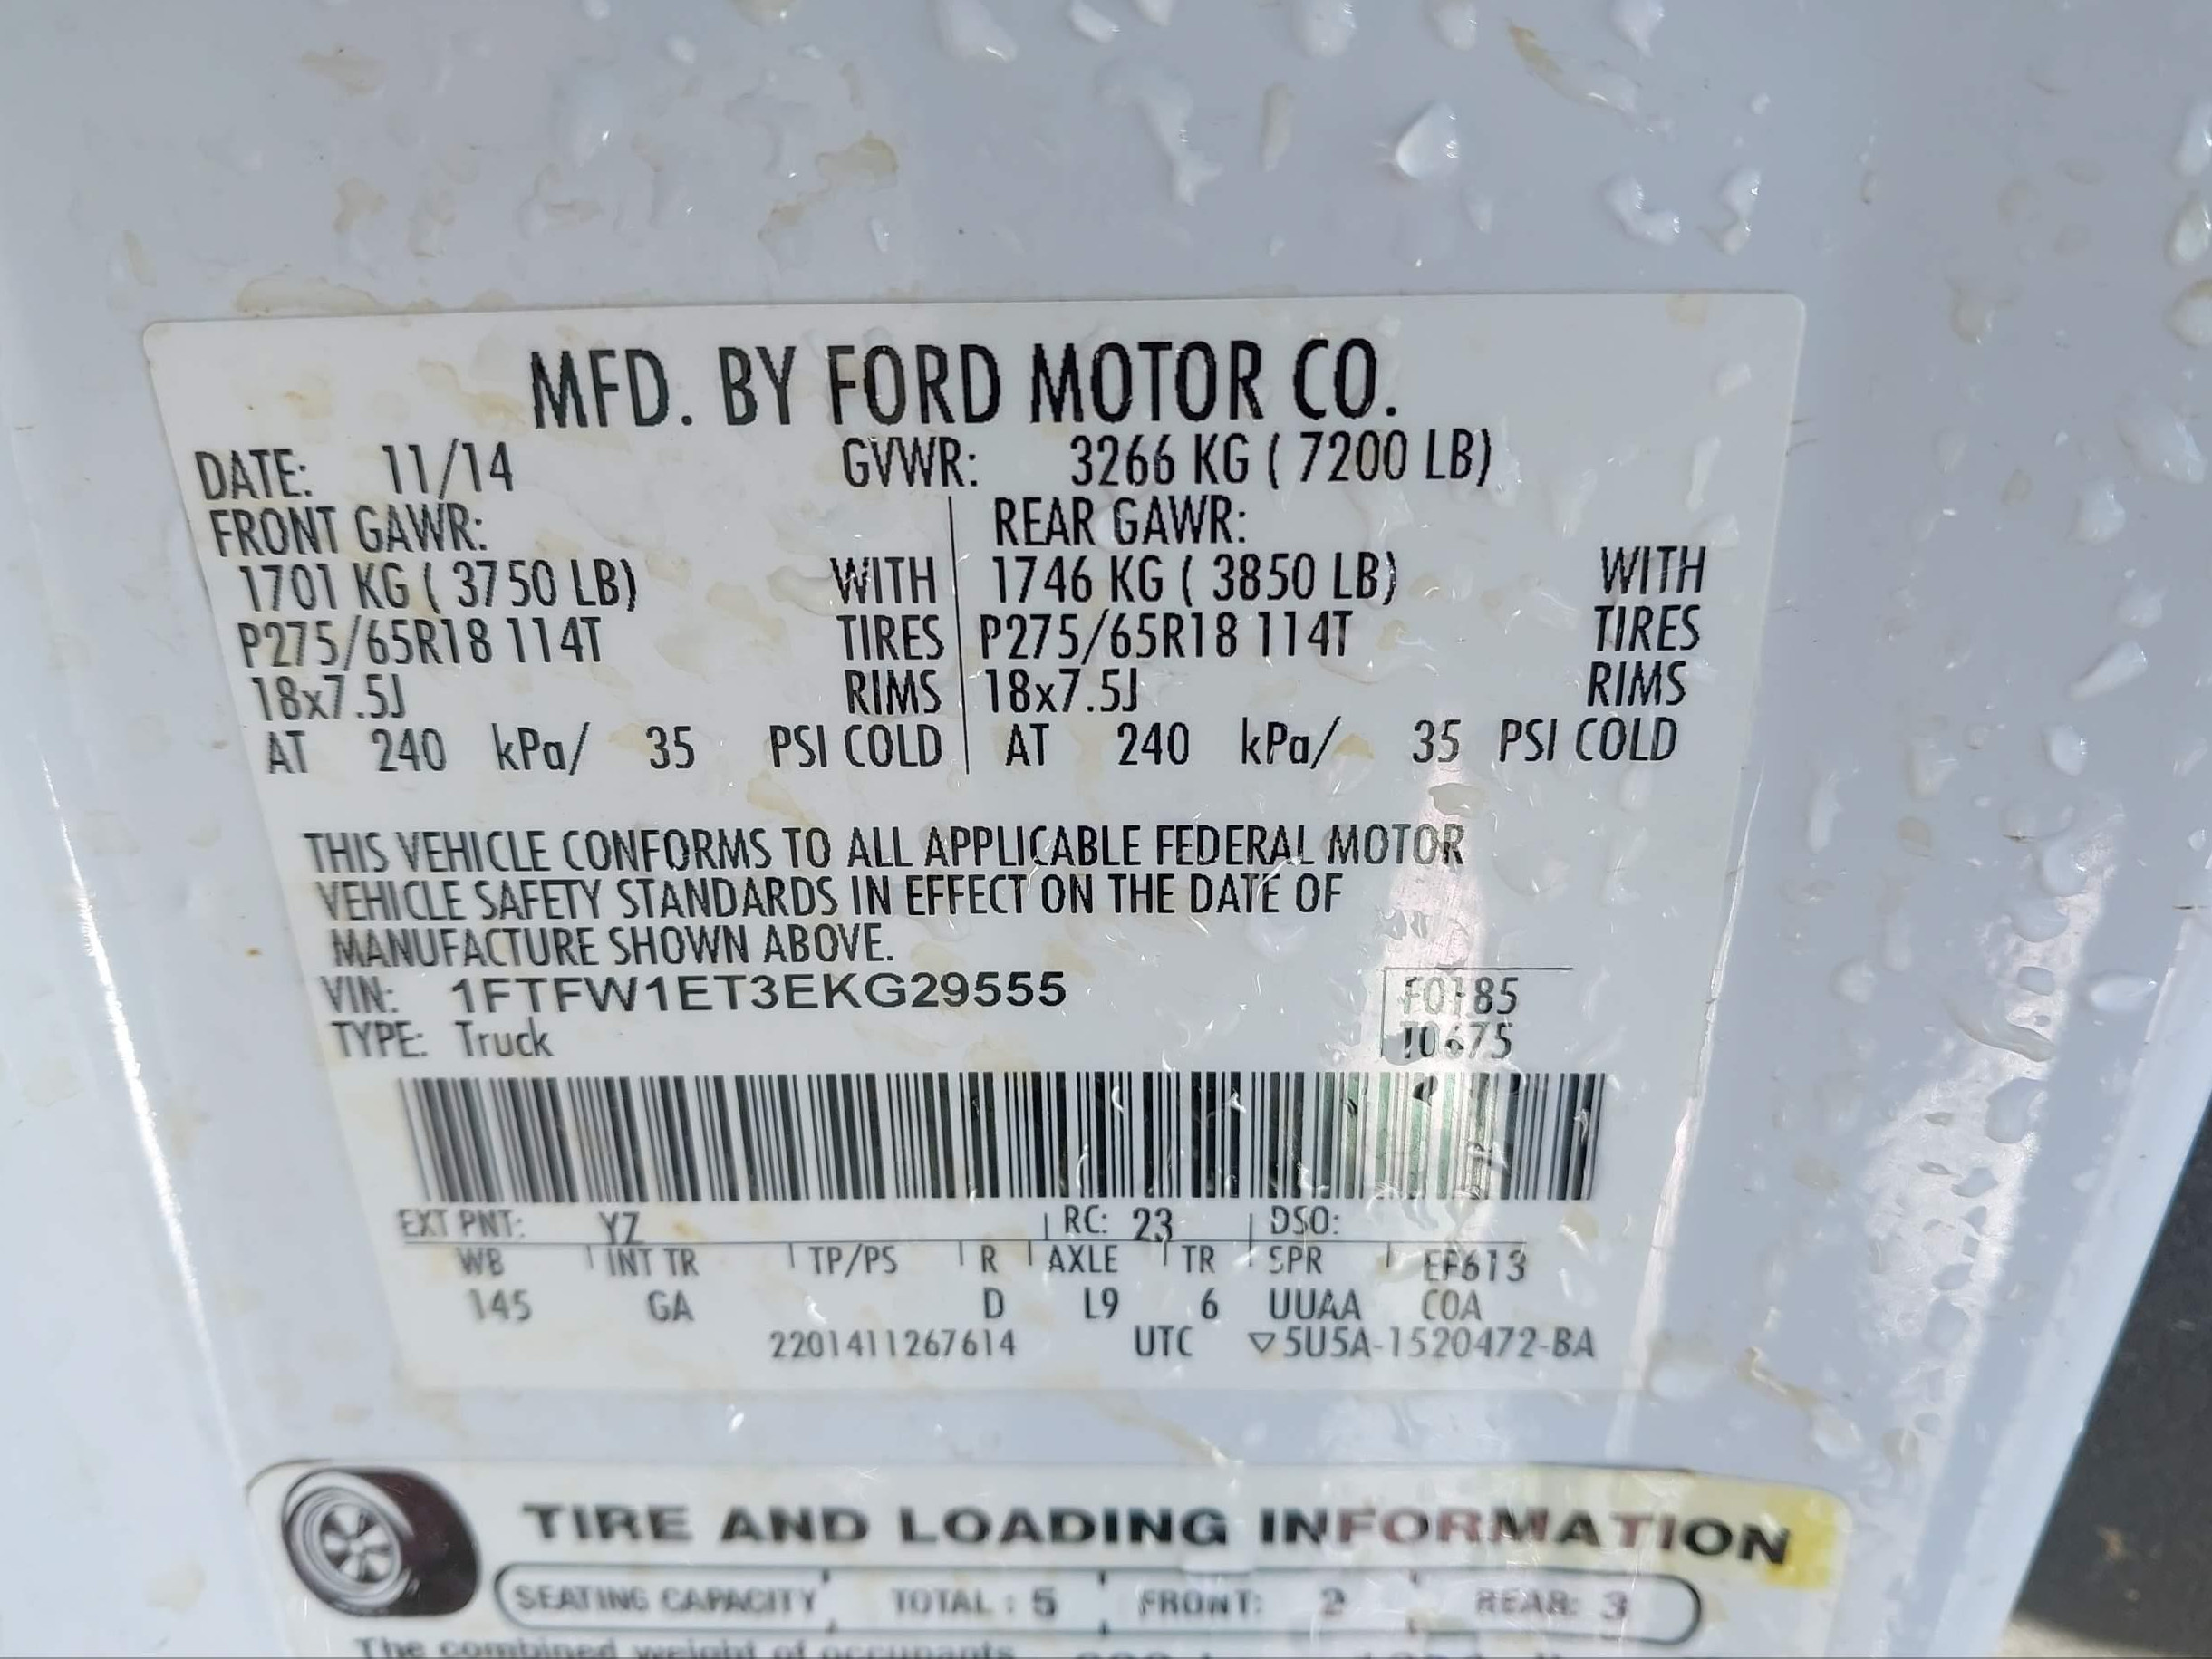 MFD. BY FORD MOTOR CO.
DATE: 11/14 GVWR: 3266 KG ( 7200 LB)
FRONT GAWR: REAR GAWR:
1701 KG ( 3750 LB) WITH 1746 KG ( 3850 LB) WITH
P275/65R18 114T TIRES P275/65R18 114T TIRES
18x7.5J RIMS 18x7.5J RIMS
AT 240 kPa/ 35 PSI COLD AT 240 kPa/ 35 PSI COLD
THIS VEHICLE CONFORMS TO ALL APPLICABLE FEDERAL MOTOR
VEHICLE SAFETY STANDARDS IN EFFECT ON THE DATE OF
MANUFACTURE SHOWN ABOVE.
VIN: 1FTFW1ET3EKG29555
TYPE: Truck
T0675
EXT PNT: YZ RC: 23 DSO:
WB INT TR TP/PS R AXLE TR SPR EF613
145 GA D L9 6 UUAA COA
2201411267614 UTC ▽5U5A-1520472-BA
TIRE AND LOADING INFORMATION
SEATING CAPACITY TOTAL : 5 FRONT: 2 REAR: 3
The combined weight of occupants